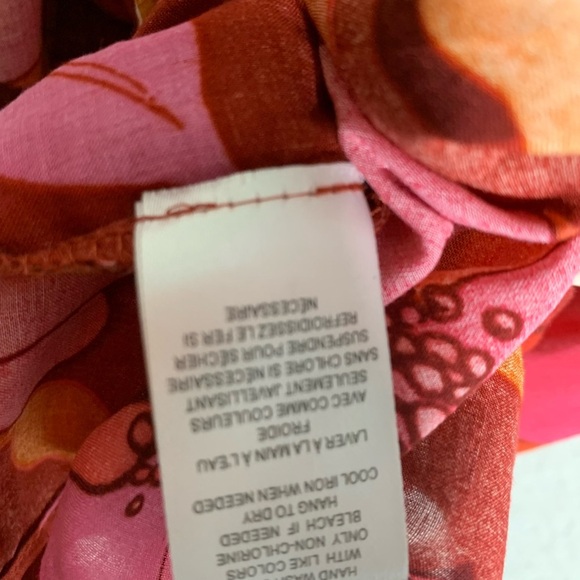 HAND WASH
WITH LIKE COLORS
ONLY NON-CHLORINE
BLEACH IF NEEDED
HANG TO DRY
COOL IRON WHEN NEEDED
LAVER À LA MAIN À L'EAU
FROIDE
AVEC COMME COULEURS
SEULEMENT JAVELLISANT
SANS CHLORE SI NÉCESSAIRE
SUSPENDRE POUR SÉCHER
REFROIDISSEZ LE FER SI
NÉCESSAIRE